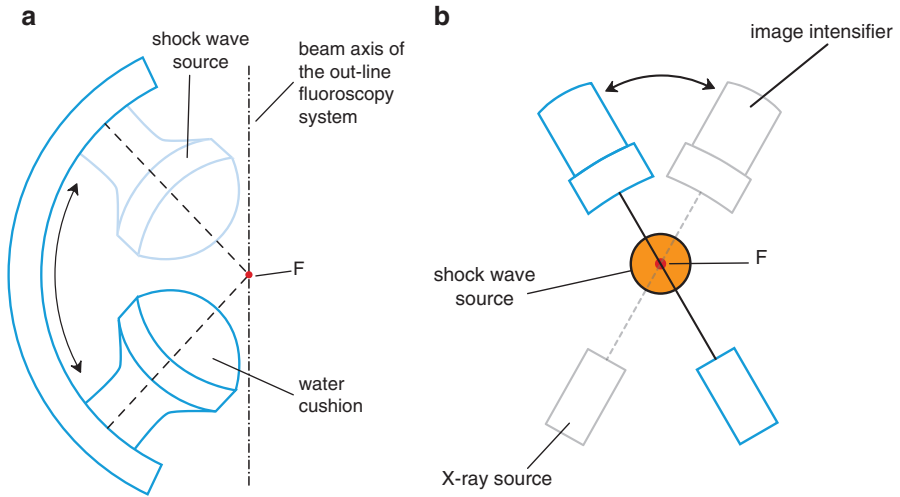 a
shock wave
source
beam axis of
the out-line
fluoroscopy
system
F
water
cushion
b
image intensifier
F
shock wave
source
X-ray source